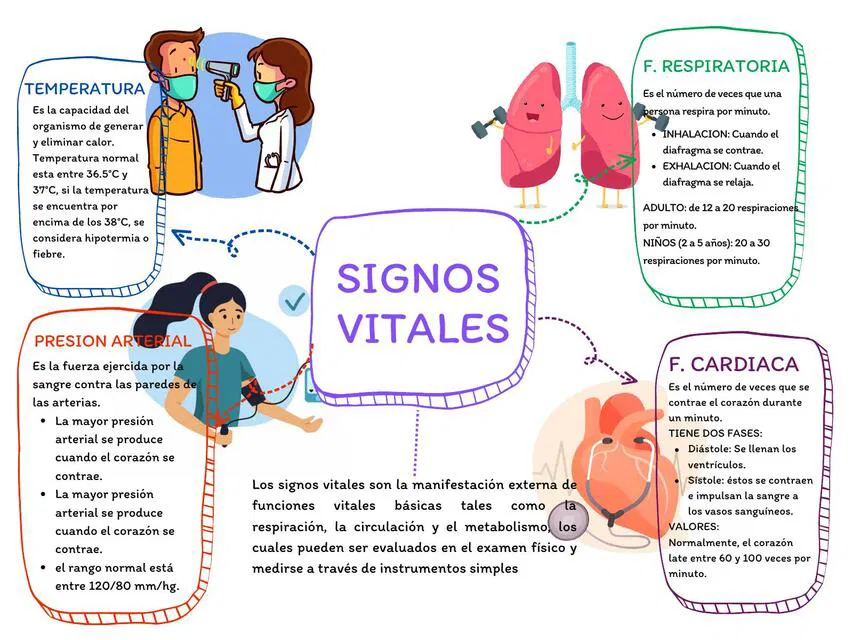 TEMPERATURA
Es la capacidad del
organismo de generar
y eliminar calor.
Temperatura normal
esta entre 36.5°C y
37°C, si la temperatura
se encuentra por
encima de los 38°C, se
considera hipotermia o
fiebre.
F. RESPIRATORIA
Es el número de veces que una
persona respira por minuto.
• INHALACION: Cuando el
diafragma se contrae.
• EXHALACION: Cuando el
diafragma se relaja.
ADULTO: de 12 a 20 respiraciones
por minuto.
NIÑOS (2 a 5 años): 20 a 30
respiraciones por minuto.
SIGNOS
VITALES
PRESION ARTERIAL
Es la fuerza ejercida por la
sangre contra las paredes de
las arterias.
• La mayor presión
arterial se produce
cuando el corazón se
contrae.
• La mayor presión
arterial se produce
cuando el corazón se
contrae.
• el rango normal está
entre 120/80 mm/hg.
F. CARDIACA
Es el número de veces que se
contrae el corazón durante
un minuto.
TIENE DOS FASES:
• Diástole: Se llenan los
ventrículos.
• Sístole: éstos se contraen
e impulsan la sangre a
los vasos sanguíneos.
VALORES:
Normalmente, el corazón
late entre 60 y 100 veces por
minuto.
Los signos vitales son la manifestación externa de
funciones vitales básicas tales como la
respiración, la circulación y el metabolismo, los
cuales pueden ser evaluados en el examen físico y
medirse a través de instrumentos simples